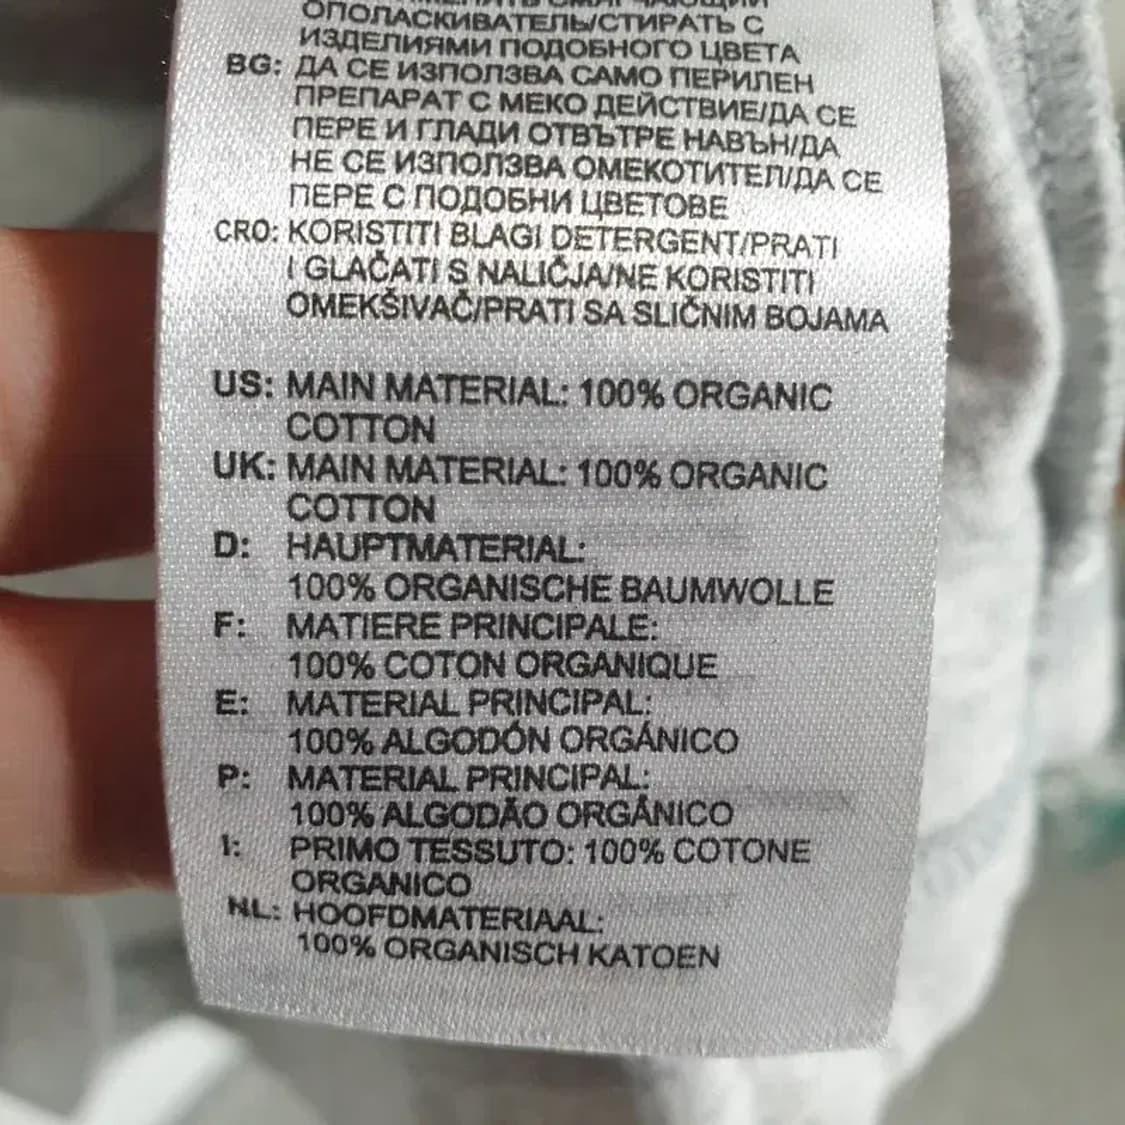 ОПОЛАСКИВАТЕЛЬ/СТИРАТЬ С
ИЗДЕЛИЯМИ ПОДОБНОГО ЦВЕТА
BG: ДА СЕ ИЗПОЛЗВА САМО ПЕРИЛЕН
ПРЕПАРАТ С МЕКО ДЕЙСТВИЕ/ДА СЕ
ПЕРЕ И ГЛАДИ ОТВЪТРЕ НАВЪН/ДА
НЕ СЕ ИЗПОЛЗВА ОМЕКОТИТЕЛ/ДА СЕ
ПЕРЕ С ПОДОБНИ ЦВЕТОВЕ
CRO: KORISTITI BLAGI DETERGENT/PRATI
I GLAČATI S NALIČJA/NE KORISTITI
OMEKŠIVAČ/PRATI SA SLIČNIM BOJAMA
US: MAIN MATERIAL: 100% ORGANIC
COTTON
UK: MAIN MATERIAL: 100% ORGANIC
COTTON
D: HAUPTMATERIAL:
100% ORGANISCHE BAUMWOLLE
F: MATIERE PRINCIPALE:
100% COTON ORGANIQUE
E: MATERIAL PRINCIPAL:
100% ALGODÓN ORGÁNICO
P: MATERIAL PRINCIPAL:
100% ALGODÃO ORGÂNICO
I: PRIMO TESSUTO: 100% COTONE
ORGANICO
NL: HOOFDMATERIAAL:
100% ORGANISCH KATOEN